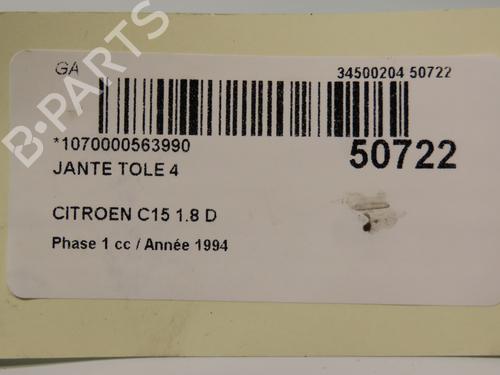 GA 34500204 50722
*1070000563990 50722
JANTE TOLE 4
CITROEN C15 1.8 D
Phase 1 cc / Année 1994
B-PARTS